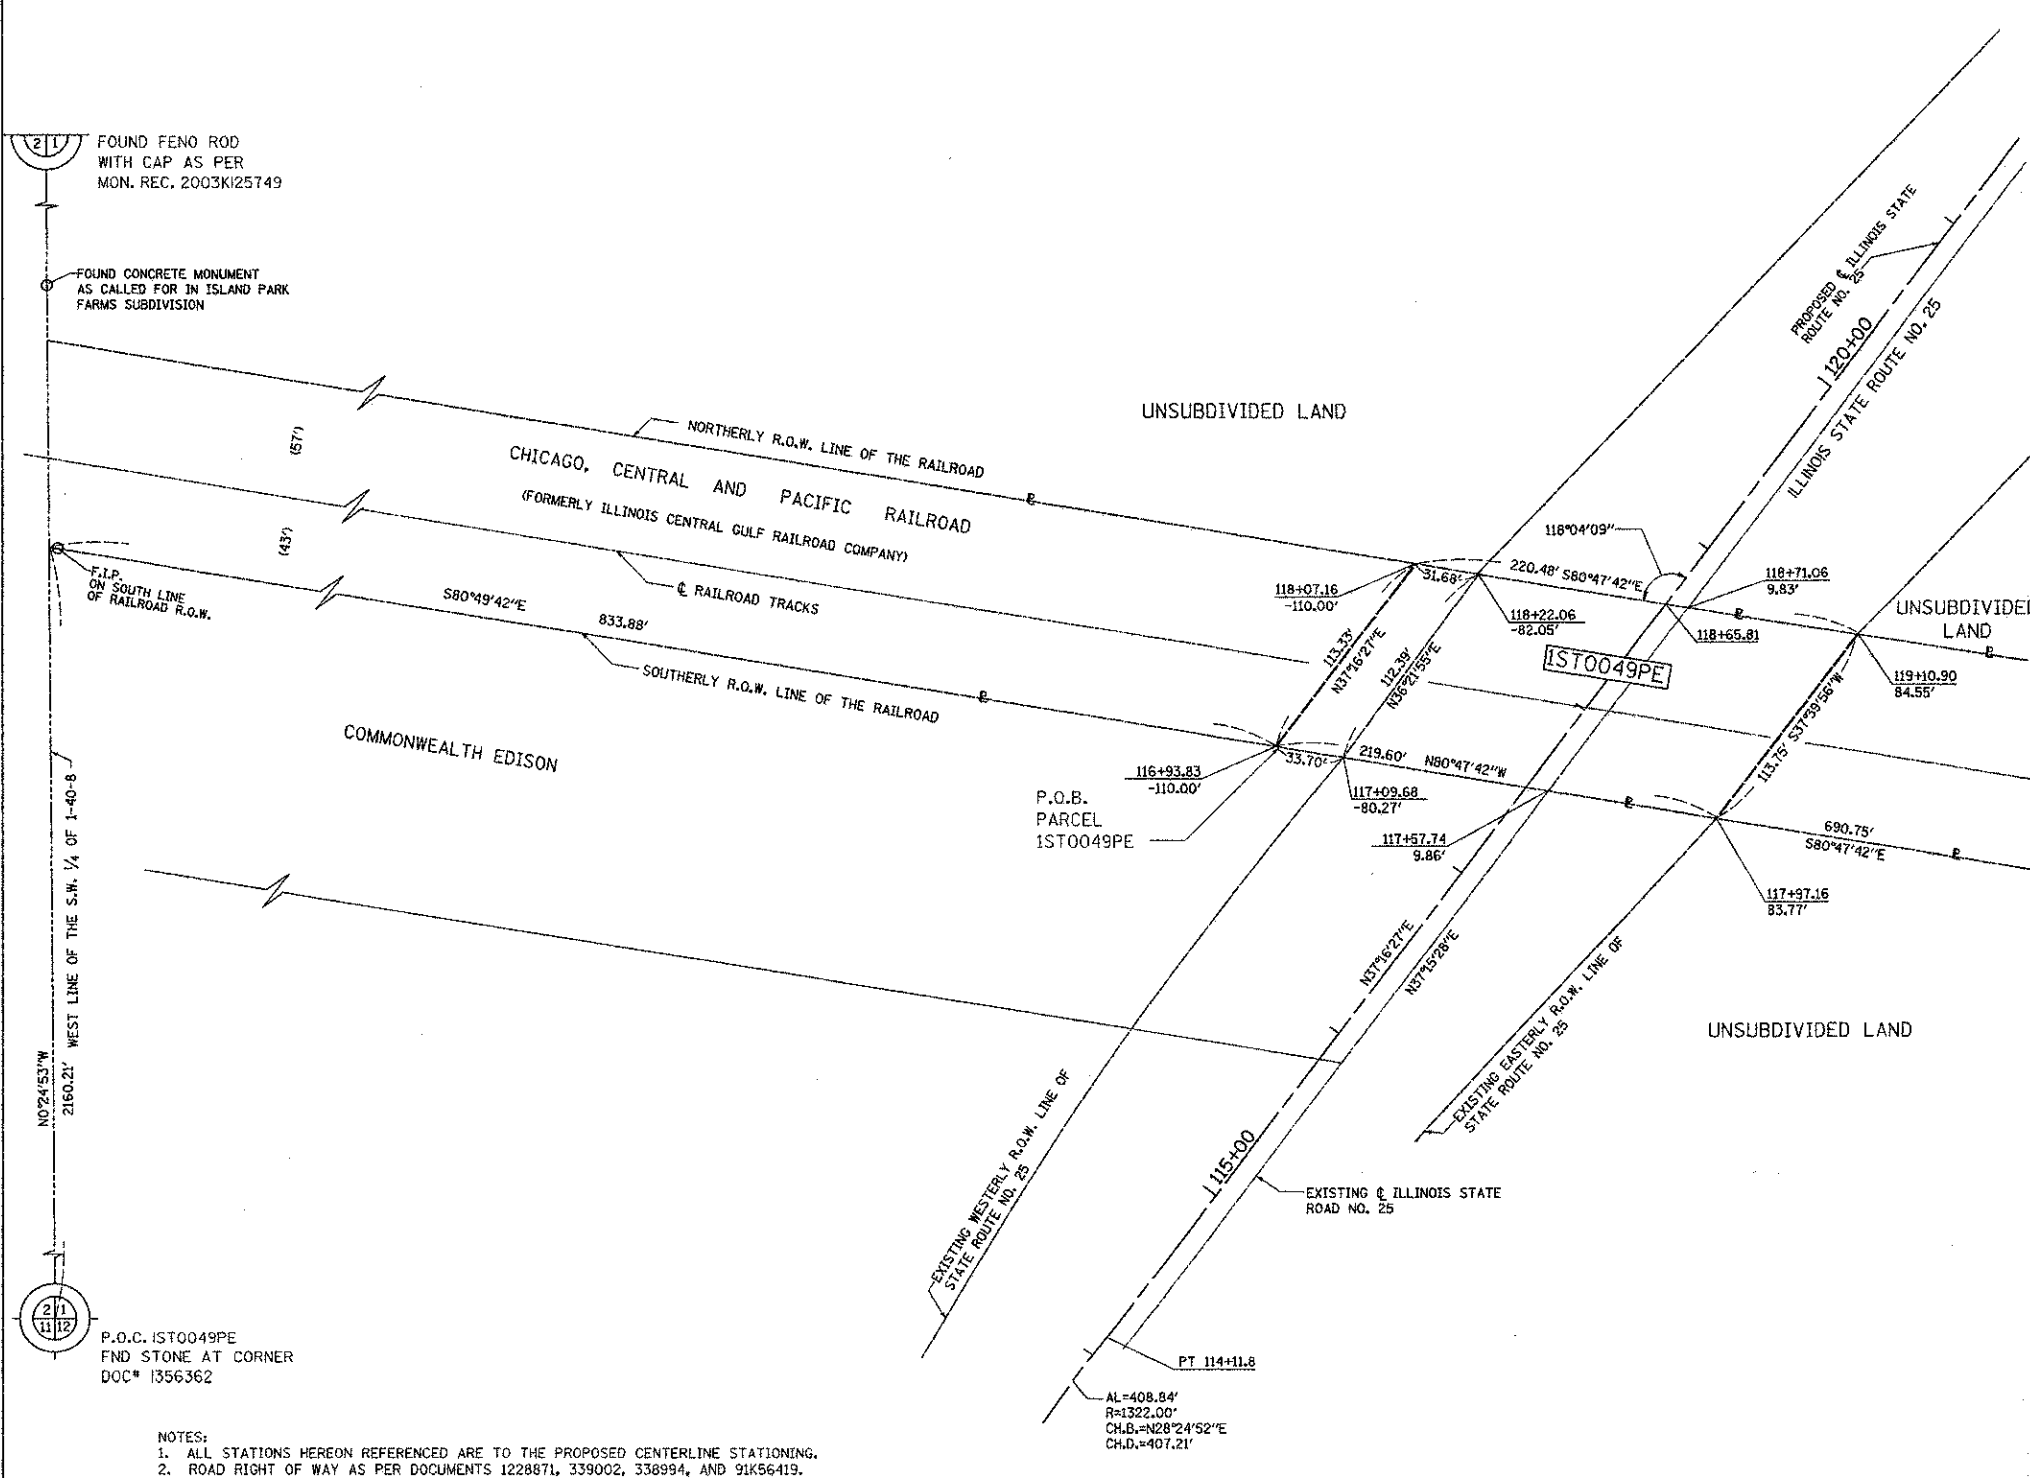 2 1
FOUND FENO ROD
WITH CAP AS PER
MON. REC. 2003K125749
FOUND CONCRETE MONUMENT
AS CALLED FOR IN ISLAND PARK
FARMS SUBDIVISION
(57')
(43')
NORTHERLY R.O.W. LINE OF THE RAILROAD
CHICAGO, CENTRAL AND PACIFIC RAILROAD
(FORMERLY ILLINOIS CENTRAL GULF RAILROAD COMPANY)
℄ RAILROAD TRACKS
F.I.P.
ON SOUTH LINE
OF RAILROAD R.O.W.
S80°49'42"E
833.88'
SOUTHERLY R.O.W. LINE OF THE RAILROAD
COMMONWEALTH EDISON
UNSUBDIVIDED LAND
PROPOSED ℄ ILLINOIS STATE
ROUTE NO. 25
120+00
ILLINOIS STATE ROUTE NO. 25
118°04'09"
220.48' S80°47'42"E
31.68'
118+07.16
-110.00'
118+22.06
-82.05'
118+71.06
9.83'
118+65.81
1ST0049PE
UNSUBDIVIDE
LAND
119+10.90
84.55'
113.33'
N37°16'27"E
112.39'
N36°21'55"E
113.75' S37°39'56"W
116+93.83
-110.00'
33.70'
219.60' N80°47'42"W
117+09.68
-80.27'
P.O.B.
PARCEL
1ST0049PE
117+57.74
9.86'
690.75'
S80°47'42"E
117+97.16
83.77'
N37°16'27"E
N37°15'28"E
EXISTING EASTERLY R.O.W. LINE OF
STATE ROUTE NO. 25
UNSUBDIVIDED LAND
N0°24'53"W
2160.21' WEST LINE OF THE S.W. 1/4 OF 1-40-8
EXISTING WESTERLY R.O.W. LINE OF
STATE ROUTE NO. 25
115+00
EXISTING ℄ ILLINOIS STATE
ROAD NO. 25
2 1
11 12
P.O.C. 1ST0049PE
FND STONE AT CORNER
DOC# 1356362
PT 114+11.8
AL=408.84'
R=1322.00'
CH.B.=N28°24'52"E
CH.D.=407.21'
NOTES:
1. ALL STATIONS HEREON REFERENCED ARE TO THE PROPOSED CENTERLINE STATIONING.
2. ROAD RIGHT OF WAY AS PER DOCUMENTS 1228871, 339002, 338994, AND 91K56419.